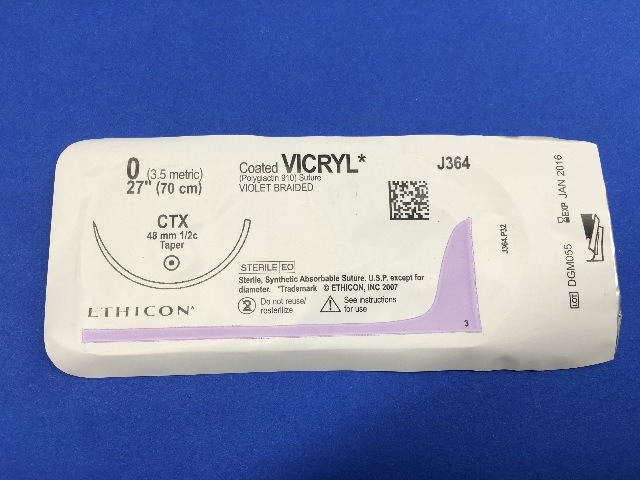 0 (3.5 metric)
27" (70 cm)
CTX
48 mm 1/2c
Taper
ETHICON*
Coated VICRYL*
(Polyglactin 910) Suture
VIOLET BRAIDED
J364
STERILE EO
Sterile, Synthetic Absorbable Suture. U.S.P. except for
diameter. *Trademark © ETHICON, INC 2007
2
Do not reuse/
resterilize
!
See instructions
for use
3
J364.P32
LOT DGM055
EXP JAN 2016